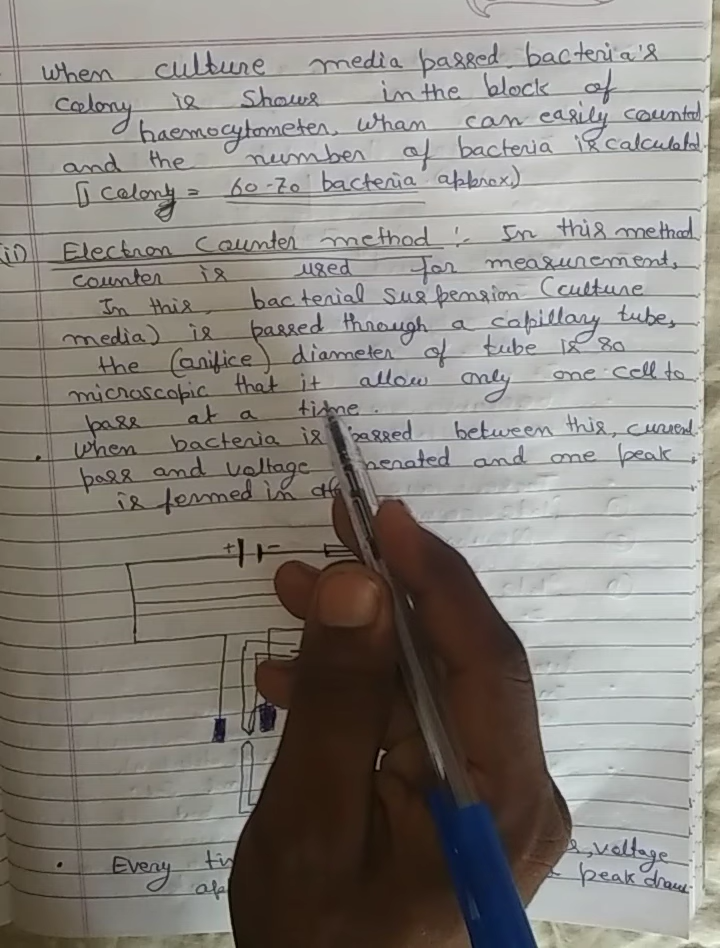 when culture media passed bacteria's
colony is shows in the block of
haemocytometer, whan can easily counted
and the number of bacteria is calculated
[1 colony = 60-70 bacteria approx)
(ii) Electron Counter method :- In this method
counter is used for measurement,
In this, bacterial suspension (culture
media) is passed through a capillary tube,
the (orifice) diameter of tube is so
microscopic that it allow only one cell to
pass at a time.
• when bacteria is passed between this, current
pass and voltage and one peak
is formed in
+ -
• Every voltage
peak draw